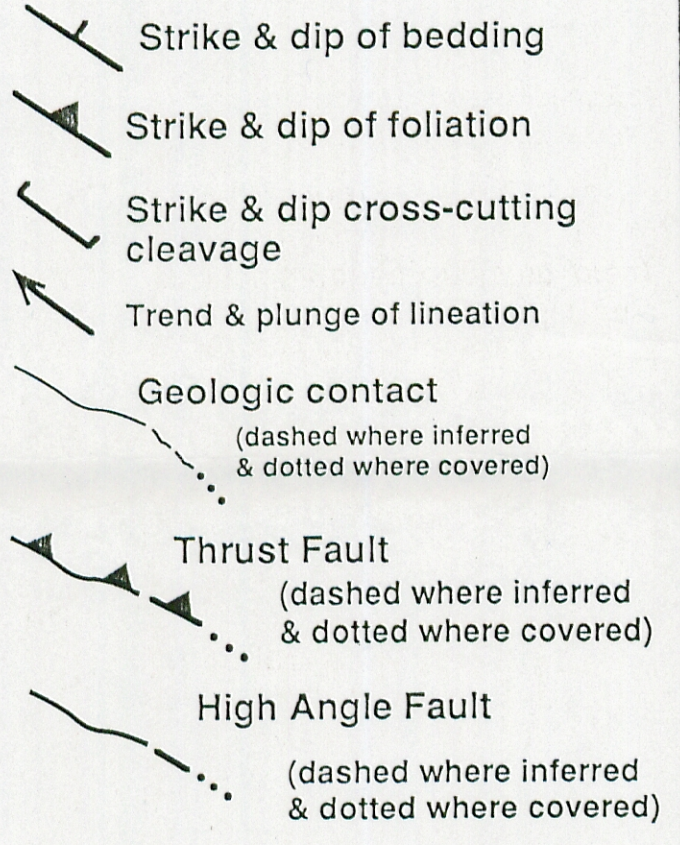 Strike & dip of bedding
Strike & dip of foliation
Strike & dip cross-cutting
cleavage
Trend & plunge of lineation
Geologic contact
(dashed where inferred
& dotted where covered)
Thrust Fault
(dashed where inferred
& dotted where covered)
High Angle Fault
(dashed where inferred
& dotted where covered)